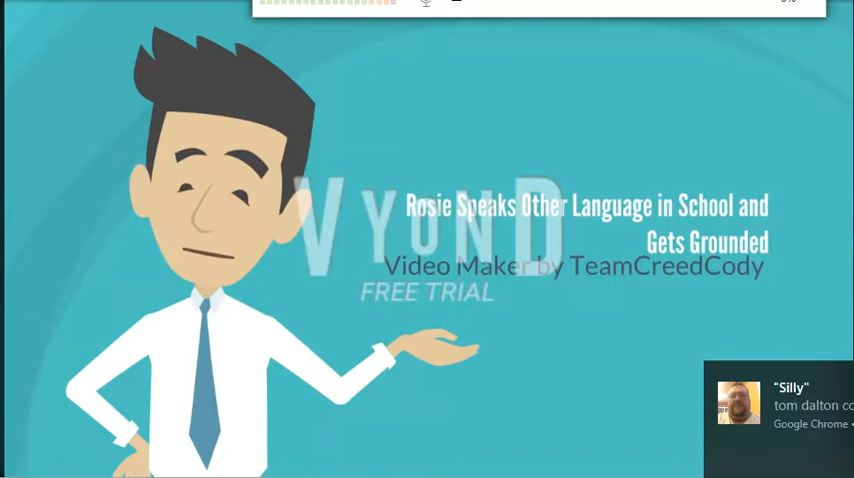 Rosie Speaks Other Language in School and
Gets Grounded
Video Maker by TeamCreedCody
VYOND
FREE TRIAL
"Silly"
tom dalton co
Google Chrome •